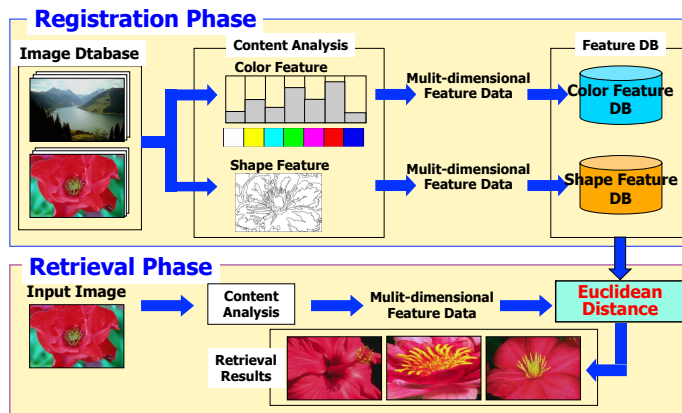 Registration Phase
Image Dtabase
Content Analysis
Color Feature
Shape Feature
Mulit-dimensional
Feature Data
Mulit-dimensional
Feature Data
Feature DB
Color Feature
DB
Shape Feature
DB
Retrieval Phase
Input Image
Content
Analysis
Mulit-dimensional
Feature Data
Euclidean
Distance
Retrieval
Results